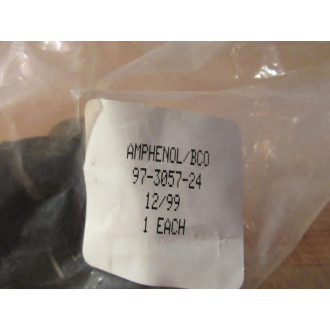 AMPHENOL/BCO
97-3057-24
12/99
1 EACH